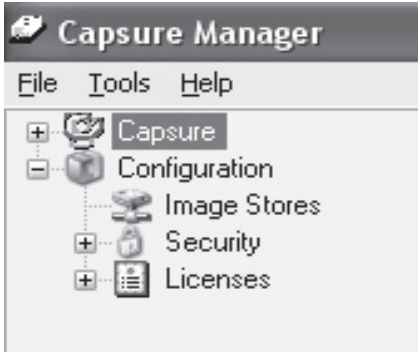 Capsure Manager
File Tools Help
Capsure
Configuration
Image Stores
Security
Licenses